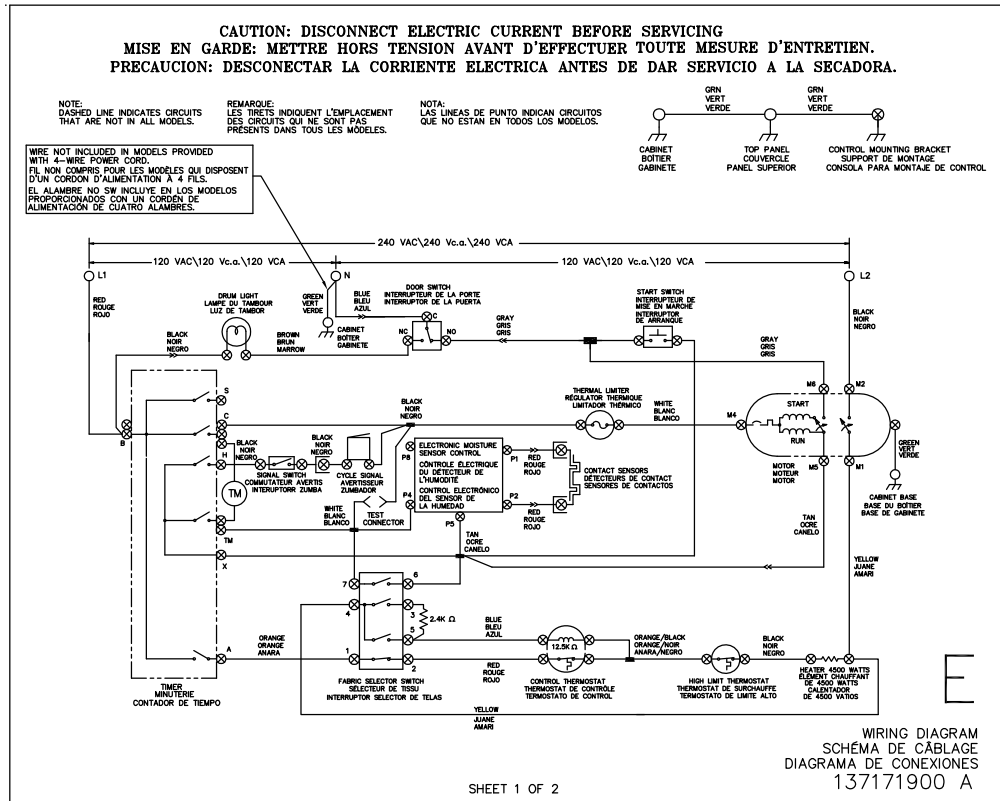 CAUTION: DISCONNECT ELECTRIC CURRENT BEFORE SERVICING
MISE EN GARDE: METTRE HORS TENSION AVANT D'EFFECTUER TOUTE MESURE D'ENTRETIEN.
PRECAUCION: DESCONECTAR LA CORRIENTE ELECTRICA ANTES DE DAR SERVICIO A LA SECADORA.
NOTE:
DASHED LINE INDICATES CIRCUITS
THAT ARE NOT IN ALL MODELS.
REMARQUE:
LES TIRETS INDIQUENT L'EMPLACEMENT
DES CIRCUITS QUI NE SONT PAS
PRÉSENTS DANS TOUS LES MÒDELES.
NOTA:
LAS LINEAS DE PUNTO INDICAN CIRCUITOS
QUE NO ESTAN EN TODOS LOS MODELOS.
GRN
VERT
VERDE
GRN
VERT
VERDE
CABINET
BOÎTIER
GABINETE
TOP PANEL
COUVERCLE
PANEL SUPERIOR
CONTROL MOUNTING BRACKET
SUPPORT DE MONTAGE
CONSOLA PARA MONTAJE DE CONTROL
WIRE NOT INCLUDED IN MODELS PROVIDED
WITH 4-WIRE POWER CORD.
FIL NON COMPRIS POUR LES MODÈLES QUI DISPOSENT
D'UN CORDON D'ALIMENTATION À 4 FILS.
EL ALAMBRE NO SW INCLUYE EN LOS MODELOS
PROPORCIONADOS CON UN CORDÉN DE
ALIMENTACIÓN DE CUATRO ALAMBRES.
240 VAC\240 Vc.a.\240 VCA
120 VAC\120 Vc.a.\120 VCA
120 VAC\120 Vc.a.\120 VCA
L1
N
L2
RED
ROUGE
ROJO
DRUM LIGHT
LAMPE DU TAMBOUR
LUZ DE TAMBOR
GREEN
VERT
VERDE
BLUE
BLEU
AZUL
DOOR SWITCH
INTERRUPTEUR DE LA PORTE
INTERRUPTOR DE LA PUERTA
START SWITCH
INTERRUPTEUR DE
MISE EN MARCHE
INTERRUPTOR
DE ARRANQUE
BLACK
NOIR
NEGRO
BLACK
NOIR
NEGRO
BROWN
BRUN
MARROW
CABINET
BOÎTIER
GABINETE
NC
C
NO
GRAY
GRIS
GRIS
GRAY
GRIS
GRIS
S
C
B
H
TM
X
A
TM
BLACK
NOIR
NEGRO
BLACK
NOIR
NEGRO
BLACK
NOIR
NEGRO
SIGNAL SWITCH
COMMUTATEUR AVERTIS
INTERRUPTORR ZUMBA
CYCLE SIGNAL
AVERTISSEUR
ZUMBADOR
THERMAL LIMITER
RÉGULATOR THERMIQUE
LIMITADOR THÉRMICO
WHITE
BLANC
BLANCO
M4
M6
M2
START
RUN
M5
M1
MOTOR
MOTEUR
MOTOR
GREEN
VERT
VERDE
CABINET BASE
BASE DU BOÎTIER
BASE DE GABINETE
P8
P4
P1
P2
P5
ELECTRONIC MOISTURE
SENSOR CONTROL
CÔNTROLE ÉLECTRIQUE
DU DÉTECTEUR DE
L'HUMIDITÉ
CONTROL ELECTRÓNICO
DEL SENSOR DE
LA HUMEDAD
RED
ROUGE
ROJO
RED
ROUGE
ROJO
CONTACT SENSORS
DÉTECTEURS DE CONTACT
SENSORES DE CONTACTOS
WHITE
BLANC
BLANCO
TEST
CONNECTOR
TAN
OCRE
CANELO
TAN
OCRE
CANELO
YELLOW
JUANE
AMARI
7
6
4
3
5
1
2
2.4K Ω
ORANGE
ORANGE
ANARA
BLUE
BLEU
AZUL
RED
ROUGE
ROJO
12.5K Ω
ORANGE/BLACK
ORANGE/NOIR
ANARA/NEGRO
BLACK
NOIR
NEGRO
TIMER
MINUTERIE
CONTADOR DE TIEMPO
FABRIC SELECTOR SWITCH
SÉLECTEUR DE TISSU
INTERRUPTOR SELECTOR DE TELAS
CONTROL THERMOSTAT
THERMOSTAT DE CONTRÔLE
TERMOSTATO DE CONTROL
HIGH LIMIT THERMOSTAT
THERMOSTAT DE SURCHAUFFE
TERMOSTATO DE LIMITE ALTO
HEATER 4500 WATTS
ÉLÉMENT CHAUFFANT
DE 4500 WATTS
CALENTADOR
DE 4500 VATIOS
YELLOW
JUANE
AMARI
E
WIRING DIAGRAM
SCHÉMA DE CÂBLAGE
DIAGRAMA DE CONEXIONES
137171900 A
SHEET 1 OF 2